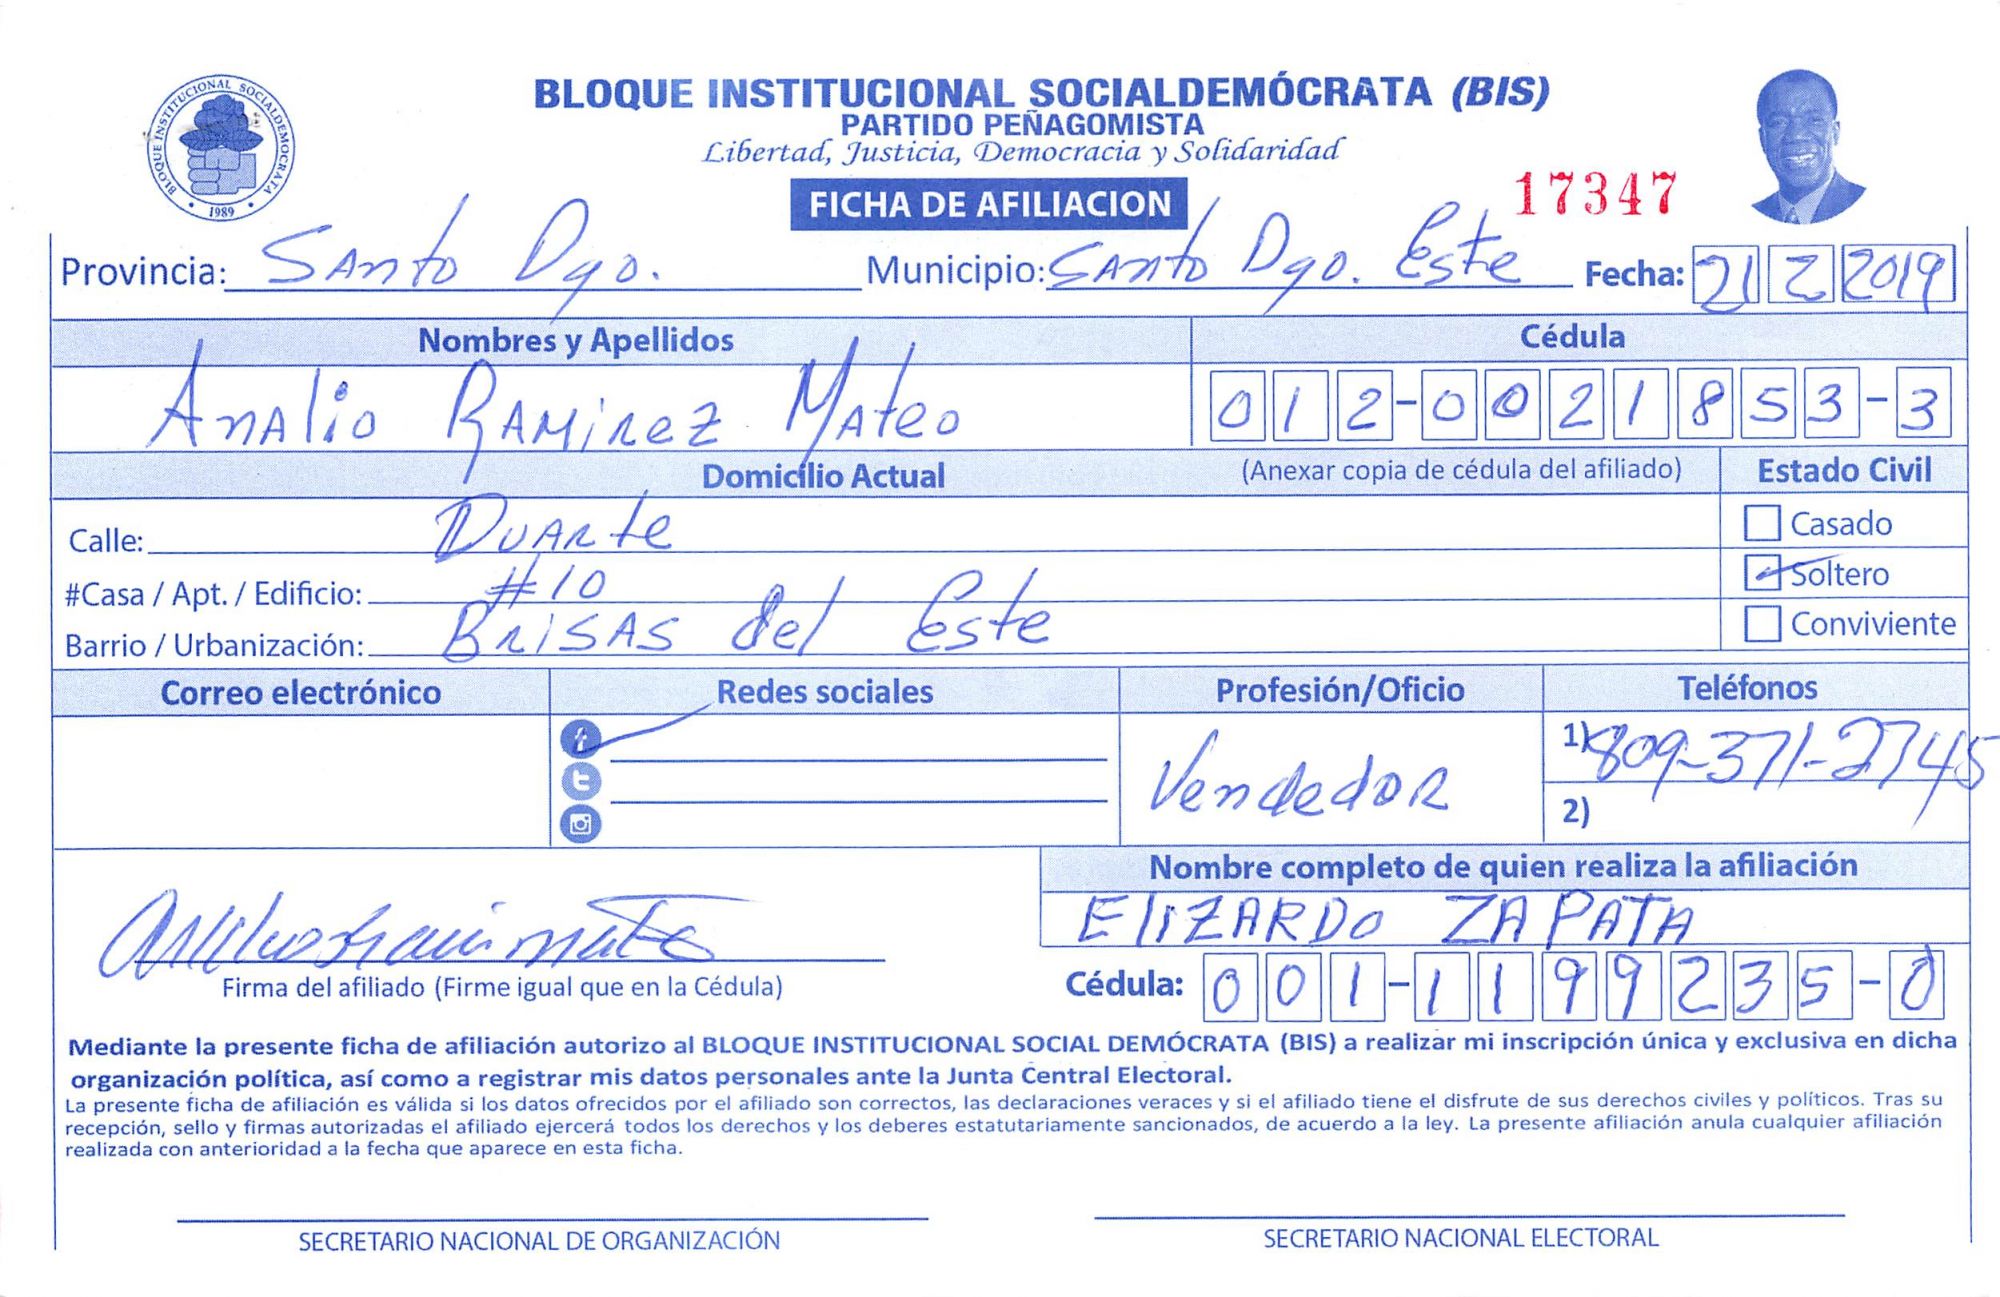 BLOQUE INSTITUCIONAL SOCIALDEMOCRATA
1989
BLOQUE INSTITUCIONAL SOCIALDEMÓCRATA (BIS)
PARTIDO PEÑAGOMISTA
Libertad, Justicia, Democracia y Solidaridad
FICHA DE AFILIACION
17347
Provincia: Santo Dgo. Municipio: Santo Dgo. Este Fecha: 21 2 2019
Nombres y Apellidos Cédula
Analio Ramirez Mateo 012-0021853-3
Domicilio Actual (Anexar copia de cédula del afiliado) Estado Civil
Calle: Duarte Casado
#Casa / Apt. / Edificio: #10 Soltero
Barrio / Urbanización: Brisas del Este Conviviente
Correo electrónico Redes sociales Profesión/Oficio Teléfonos
Vendedor 1) 809-371-2745
2)
Nombre completo de quien realiza la afiliación
ELIZARDO ZAPATA
Firma del afiliado (Firme igual que en la Cédula) Cédula: 001-1199235-0
Mediante la presente ficha de afiliación autorizo al BLOQUE INSTITUCIONAL SOCIAL DEMÓCRATA (BIS) a realizar mi inscripción única y exclusiva en dicha
organización política, así como a registrar mis datos personales ante la Junta Central Electoral.
La presente ficha de afiliación es válida si los datos ofrecidos por el afiliado son correctos, las declaraciones veraces y si el afiliado tiene el disfrute de sus derechos civiles y políticos. Tras su
recepción, sello y firmas autorizadas el afiliado ejercerá todos los derechos y los deberes estatutariamente sancionados, de acuerdo a la ley. La presente afiliación anula cualquier afiliación
realizada con anterioridad a la fecha que aparece en esta ficha.
SECRETARIO NACIONAL DE ORGANIZACIÓN SECRETARIO NACIONAL ELECTORAL